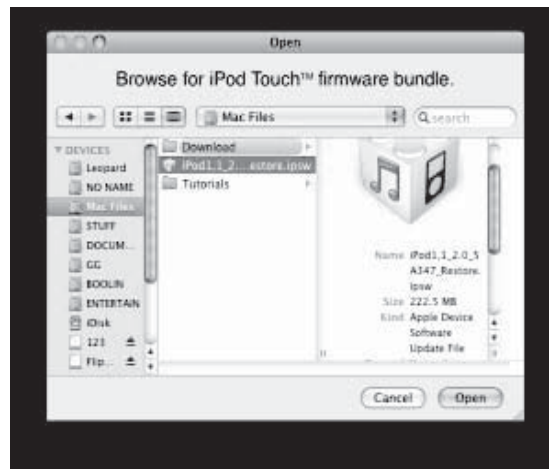 Open
Browse for iPod Touch™ firmware bundle.
Mac Files
search
DEVICES
Leopard
NO NAME
Mac Files
STUFF
DOCUM...
GG
BOOLIN
ENTERTAIN
iDisk
123
Flip...
Download
iPod1,1_2....estore.ipsw
Tutorials
Name iPod1,1_2.0_5
A347_Restore.
ipsw
Size 222.5 MB
Kind Apple Device
Software
Update File
Cancel
Open